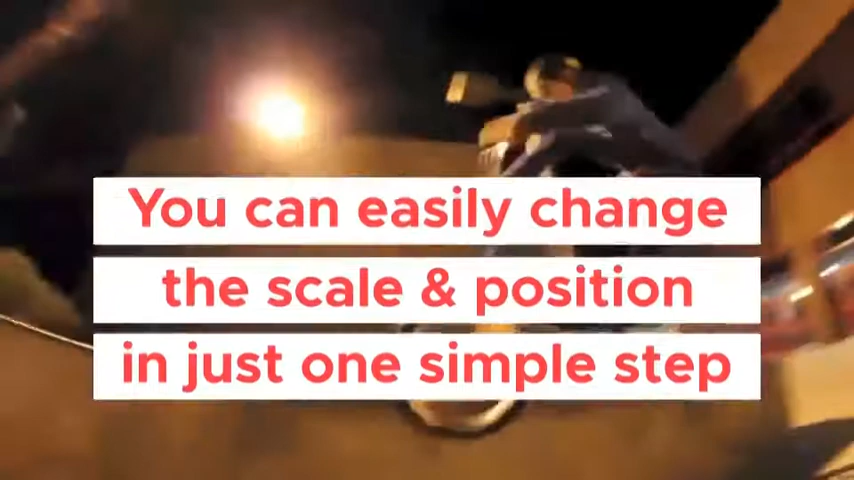 You can easily change
the scale & position
in just one simple step